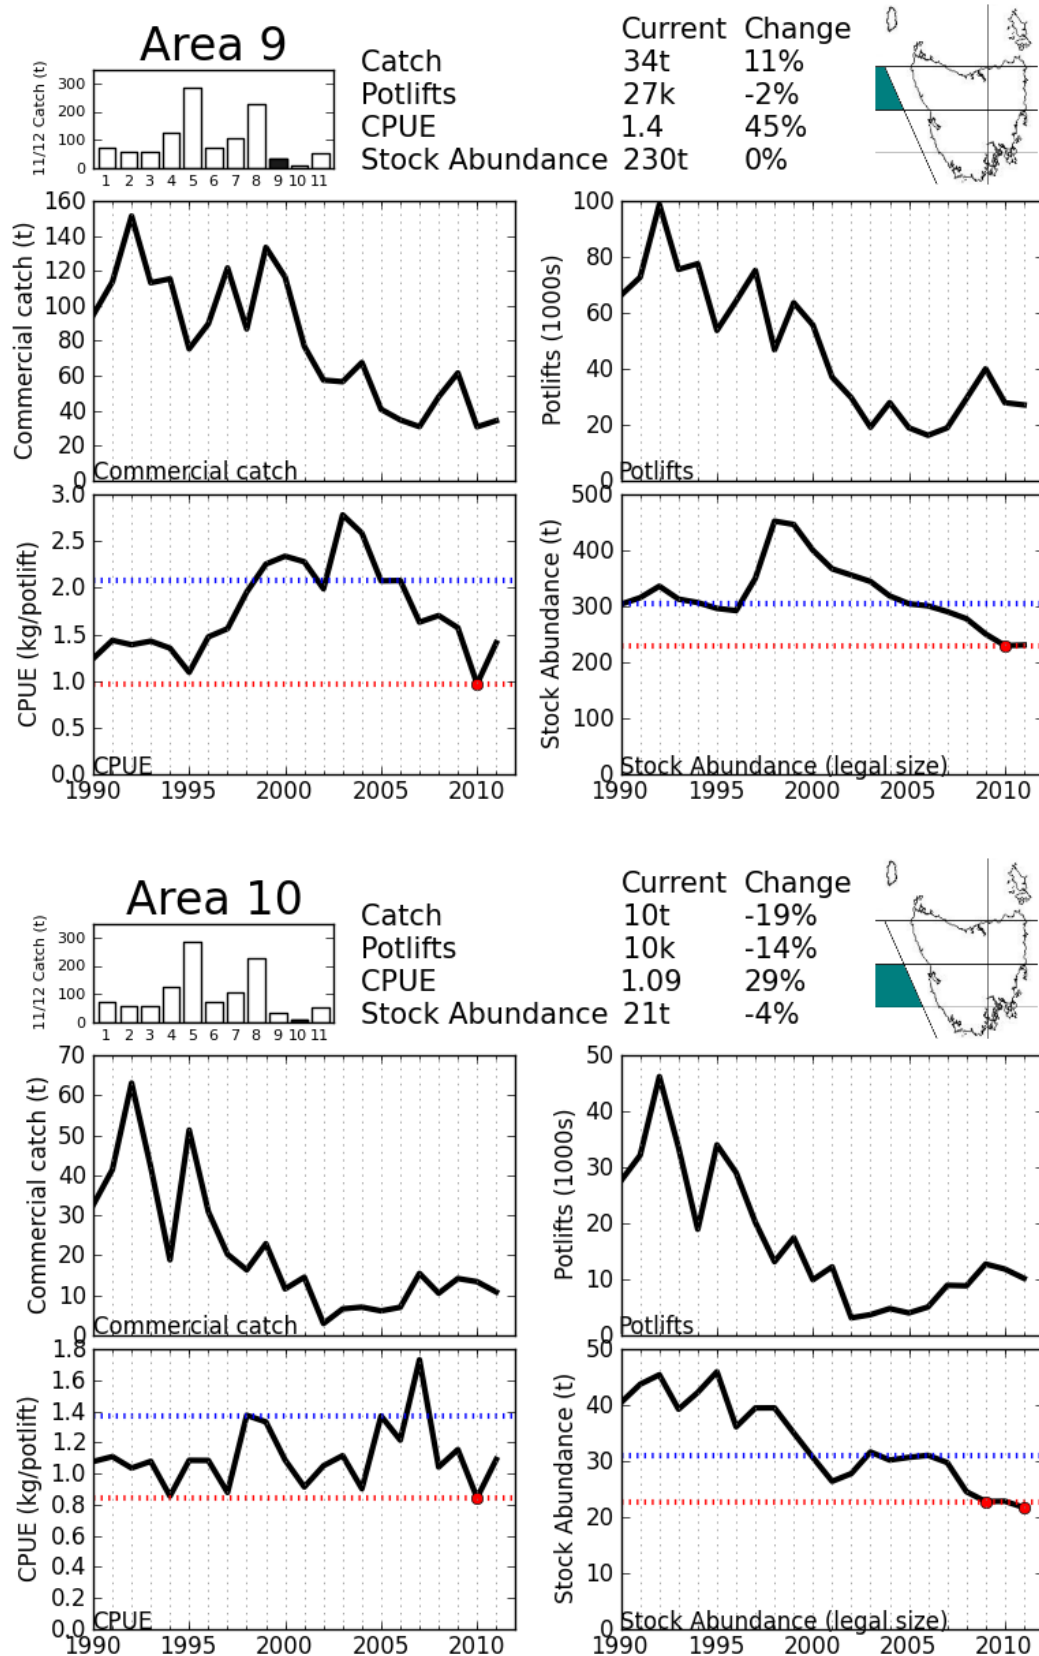 Area 9
Current Change
Catch 34t 11%
Potlifts 27k -2%
CPUE 1.4 45%
Stock Abundance 230t 0%
11/12 Catch (t)
300
200
100
0
1 2 3 4 5 6 7 8 9 10 11
Commercial catch (t)
160
140
120
100
80
60
40
20
0
Commercial catch
Potlifts (1000s)
100
80
60
40
20
0
Potlifts
CPUE (kg/potlift)
3.0
2.5
2.0
1.5
1.0
0.5
0.0
CPUE
1990 1995 2000 2005 2010
Stock Abundance (t)
500
400
300
200
100
0
Stock Abundance (legal size)
1990 1995 2000 2005 2010
Area 10
Current Change
Catch 10t -19%
Potlifts 10k -14%
CPUE 1.09 29%
Stock Abundance 21t -4%
11/12 Catch (t)
300
200
100
0
1 2 3 4 5 6 7 8 9 10 11
Commercial catch (t)
70
60
50
40
30
20
10
0
Commercial catch
Potlifts (1000s)
50
40
30
20
10
0
Potlifts
CPUE (kg/potlift)
1.8
1.6
1.4
1.2
1.0
0.8
0.6
0.4
0.2
0.0
CPUE
1990 1995 2000 2005 2010
Stock Abundance (t)
50
40
30
20
10
0
Stock Abundance (legal size)
1990 1995 2000 2005 2010